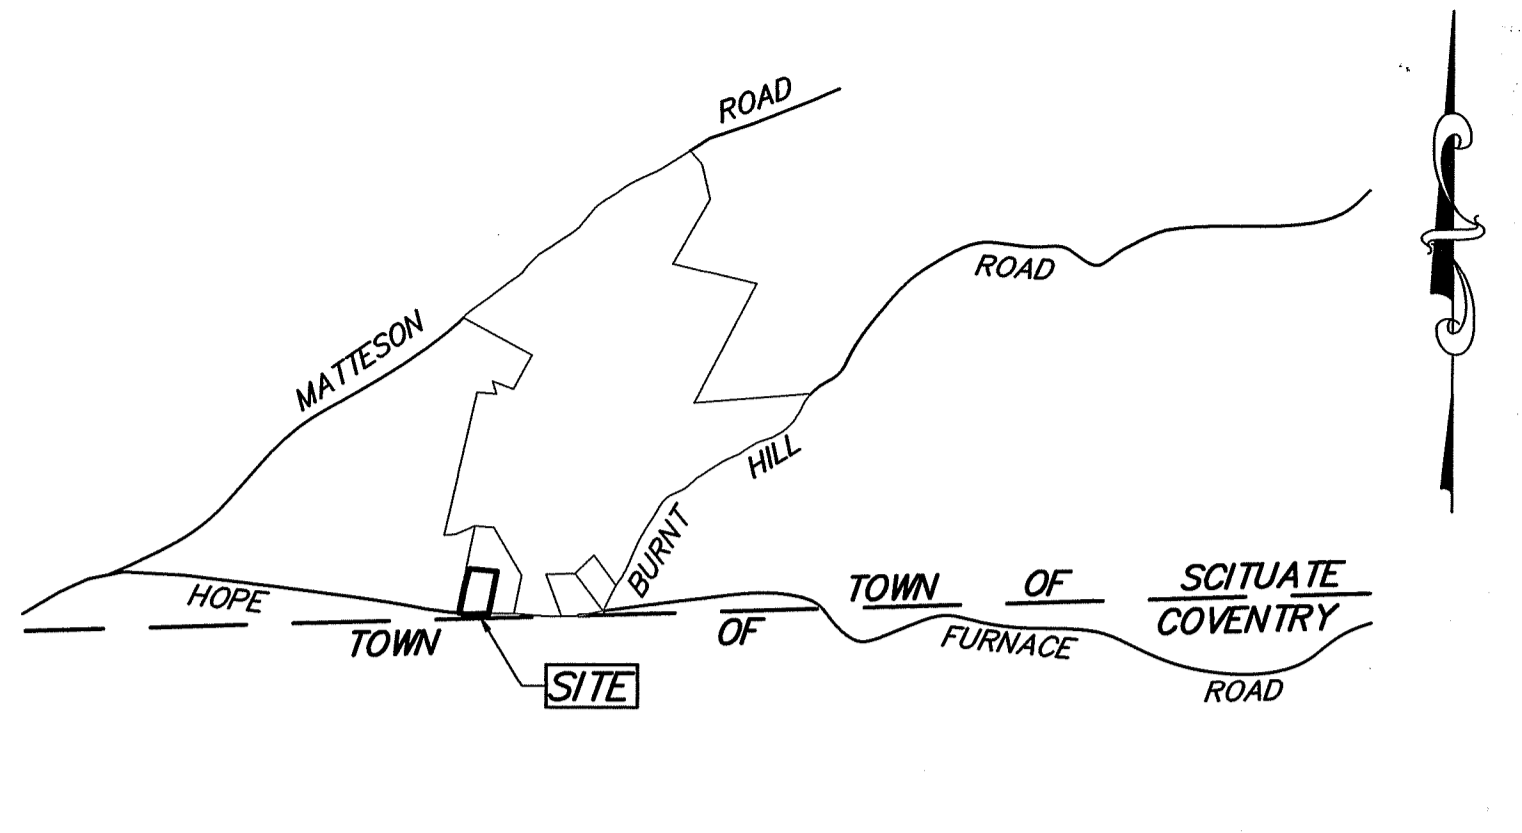 ROAD
MATTESON
ROAD
HILL
BURNT
HOPE
TOWN OF SCITUATE
TOWN OF COVENTRY
FURNACE
ROAD
SITE